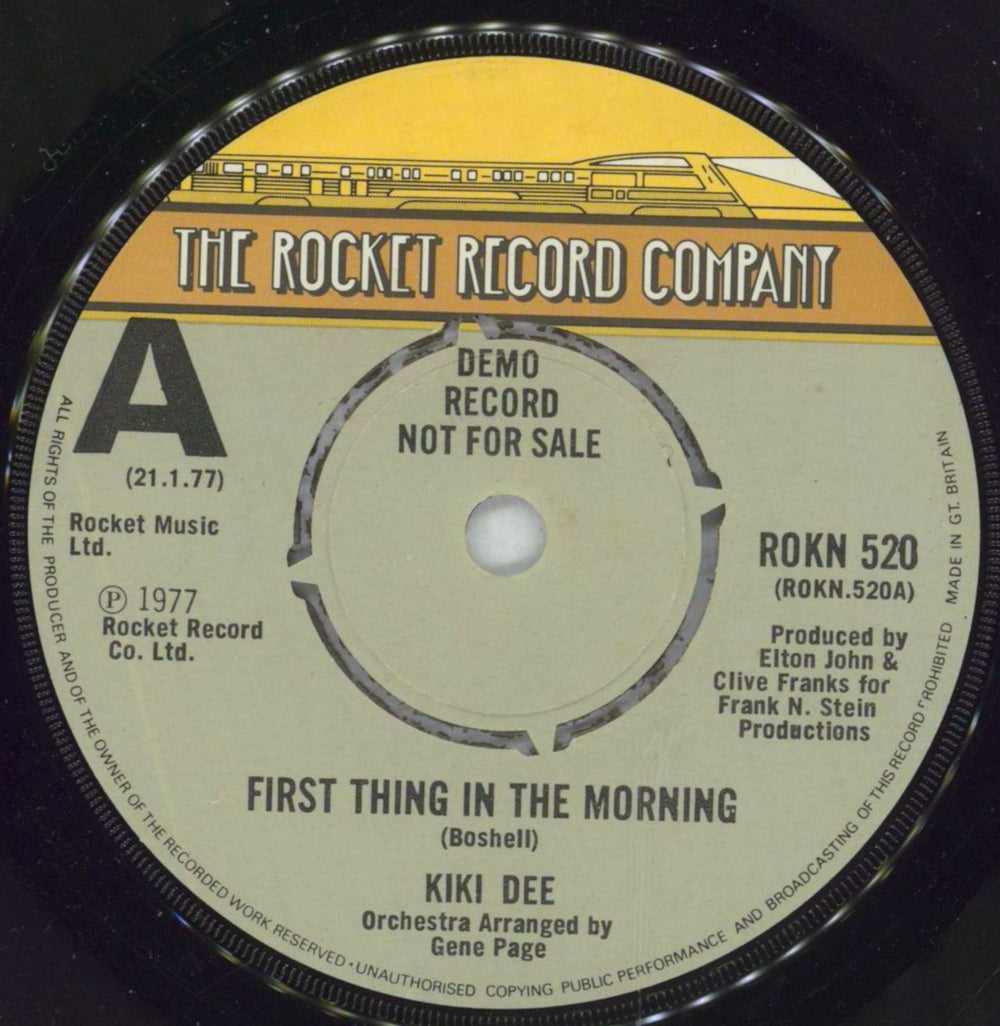 THE ROCKET RECORD COMPANY
A
DEMO
RECORD
NOT FOR SALE
(21.1.77)
Rocket Music
Ltd.
Ⓟ 1977
Rocket Record
Co. Ltd.
ROKN 520
(ROKN.520A)
Produced by
Elton John &
Clive Franks for
Frank N. Stein
Productions
FIRST THING IN THE MORNING
(Boshell)
KIKI DEE
Orchestra Arranged by
Gene Page
ALL RIGHTS OF THE PRODUCER AND OF THE OWNER OF THE RECORDED WORK RESERVED • UNAUTHORISED COPYING PUBLIC PERFORMANCE AND BROADCASTING OF THIS RECORD PROHIBITED MADE IN GT. BRITAIN